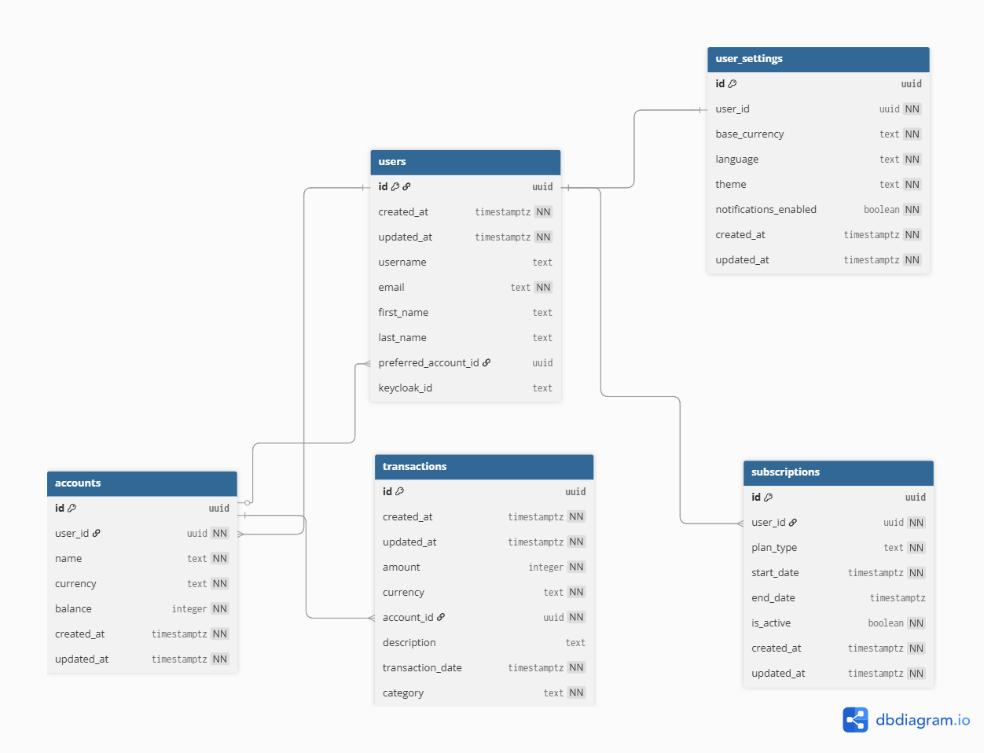 user_settings
id uuid
user_id uuid NN
base_currency text NN
language text NN
theme text NN
notifications_enabled boolean NN
created_at timestamptz NN
updated_at timestamptz NN
users
id uuid
created_at timestamptz NN
updated_at timestamptz NN
username text
email text NN
first_name text
last_name text
preferred_account_id uuid
keycloak_id text
accounts
id uuid
user_id uuid NN
name text NN
currency text NN
balance integer NN
created_at timestamptz NN
updated_at timestamptz NN
transactions
id uuid
created_at timestamptz NN
updated_at timestamptz NN
amount integer NN
currency text NN
account_id uuid NN
description text
transaction_date timestamptz NN
category text NN
subscriptions
id uuid
user_id uuid NN
plan_type text NN
start_date timestamptz NN
end_date timestamptz
is_active boolean NN
created_at timestamptz NN
updated_at timestamptz NN
dbdiagram.io